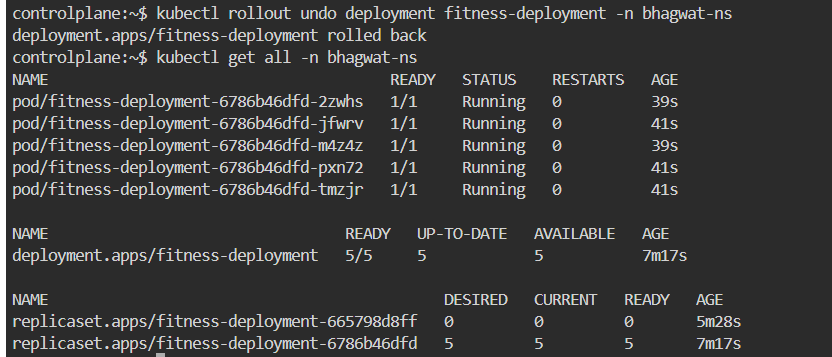 controlplane:~$ kubectl rollout undo deployment fitness-deployment -n bhagwat-ns
deployment.apps/fitness-deployment rolled back
controlplane:~$ kubectl get all -n bhagwat-ns
NAME READY STATUS RESTARTS AGE
pod/fitness-deployment-6786b46dfd-2zwhs 1/1 Running 0 39s
pod/fitness-deployment-6786b46dfd-jfwrv 1/1 Running 0 41s
pod/fitness-deployment-6786b46dfd-m4z4z 1/1 Running 0 39s
pod/fitness-deployment-6786b46dfd-pxn72 1/1 Running 0 41s
pod/fitness-deployment-6786b46dfd-tmzjr 1/1 Running 0 41s
NAME READY UP-TO-DATE AVAILABLE AGE
deployment.apps/fitness-deployment 5/5 5 5 7m17s
NAME DESIRED CURRENT READY AGE
replicaset.apps/fitness-deployment-665798d8ff 0 0 0 5m28s
replicaset.apps/fitness-deployment-6786b46dfd 5 5 5 7m17s